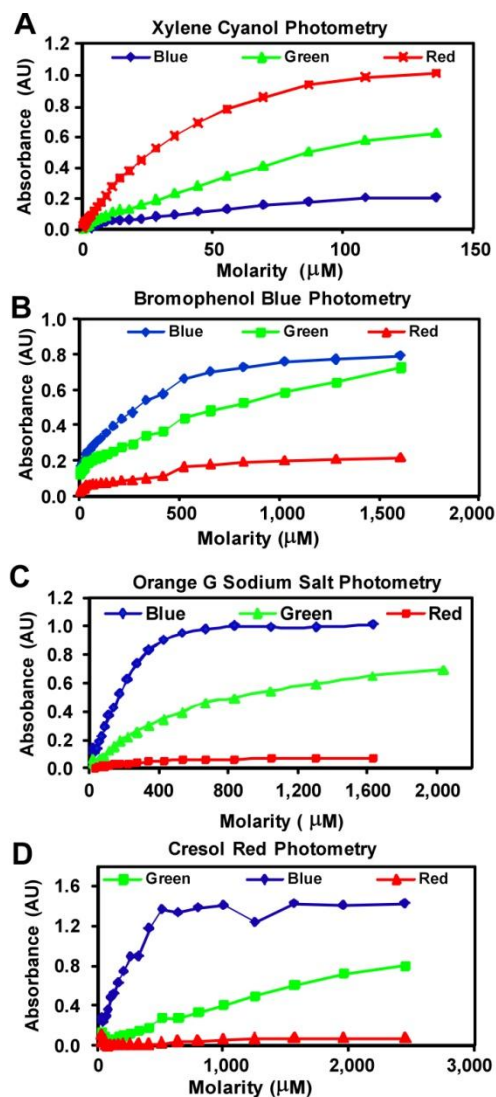 A
Xylene Cyanol Photometry
Blue Green Red
Absorbance (AU)
1.2
1.0
0.8
0.6
0.4
0.2
0.0
0 50 100 150
Molarity (µM)
B
Bromophenol Blue Photometry
Blue Green Red
Absorbance (AU)
1.0
0.8
0.6
0.4
0.2
0.0
0 500 1,000 1,500 2,000
Molarity (µM)
C
Orange G Sodium Salt Photometry
Blue Green Red
Absobance (AU)
1.2
1.0
0.8
0.6
0.4
0.2
0.0
0 400 800 1,200 1,600 2,000
Molarity ( µM)
D
Cresol Red Photometry
Green Blue Red
Absorbance (AU)
1.6
1.2
0.8
0.4
0.0
0 1,000 2,000 3,000
Molarity (µM)